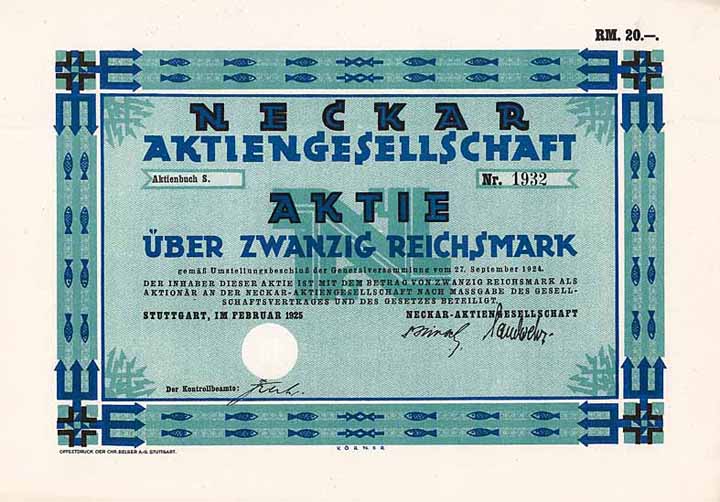 RM. 20.—.
NECKAR
AKTIENGESELLSCHAFT
Aktienbuch S.
Nr. 1932
AKTIE
ÜBER ZWANZIG REICHSMARK
gemäß Umstellungsbeschluß der Generalversammlung vom 27. September 1924.
DER INHABER DIESER AKTIE IST MIT DEM BETRAG VON ZWANZIG REICHSMARK ALS
AKTIONÄR AN DER NECKAR-AKTIENGESELLSCHAFT NACH MASSGABE DES GESELL-
SCHAFTSVERTRAGES UND DES GESETZES BETEILIGT.
STUTTGART, IM FEBRUAR 1925
NECKAR-AKTIENGESELLSCHAFT
Der Kontrollbeamte:
OFFSETDRUCK DER CHR. BELSER A.-G. STUTTGART.
KÖRNER